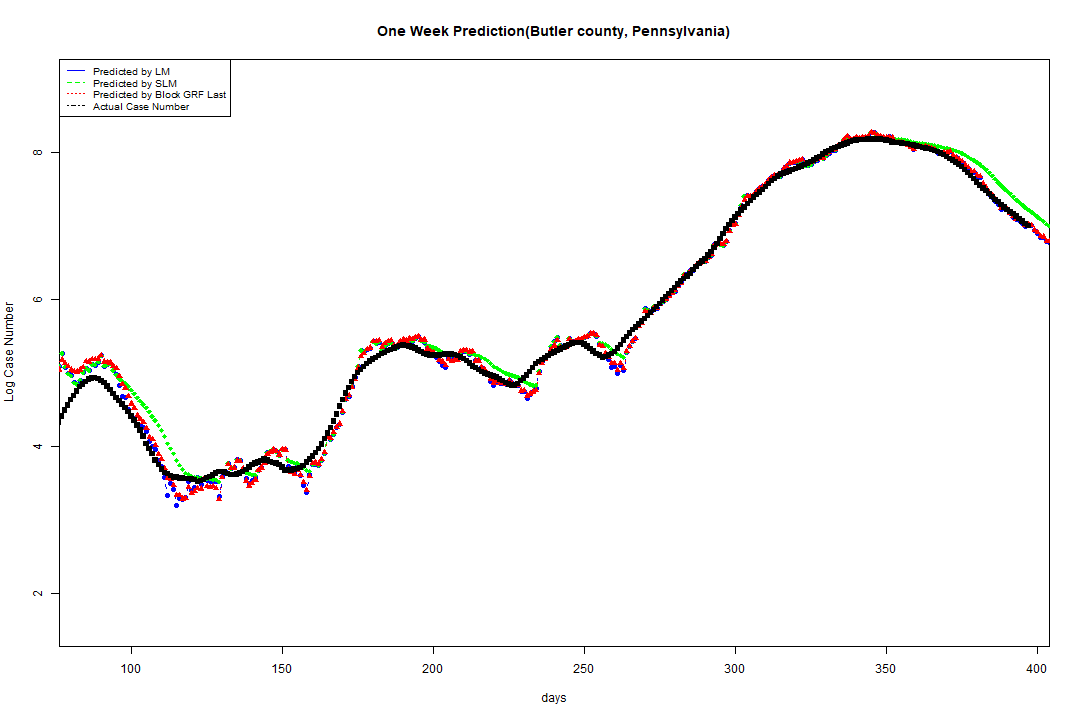 One Week Prediction(Butler county, Pennsylvania)
Predicted by LM
Predicted by SLM
Predicted by Block GRF Last
Actual Case Number
Log Case Number
8
6
4
2
100 150 200 250 300 350 400
days